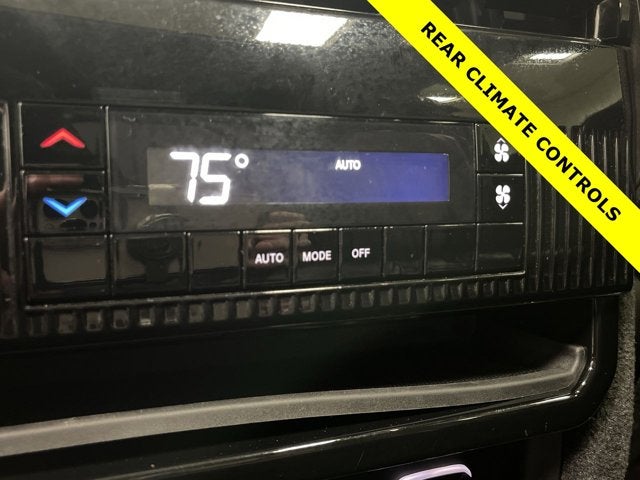 REAR CLIMATE CONTROLS
75°
AUTO
AUTO MODE OFF